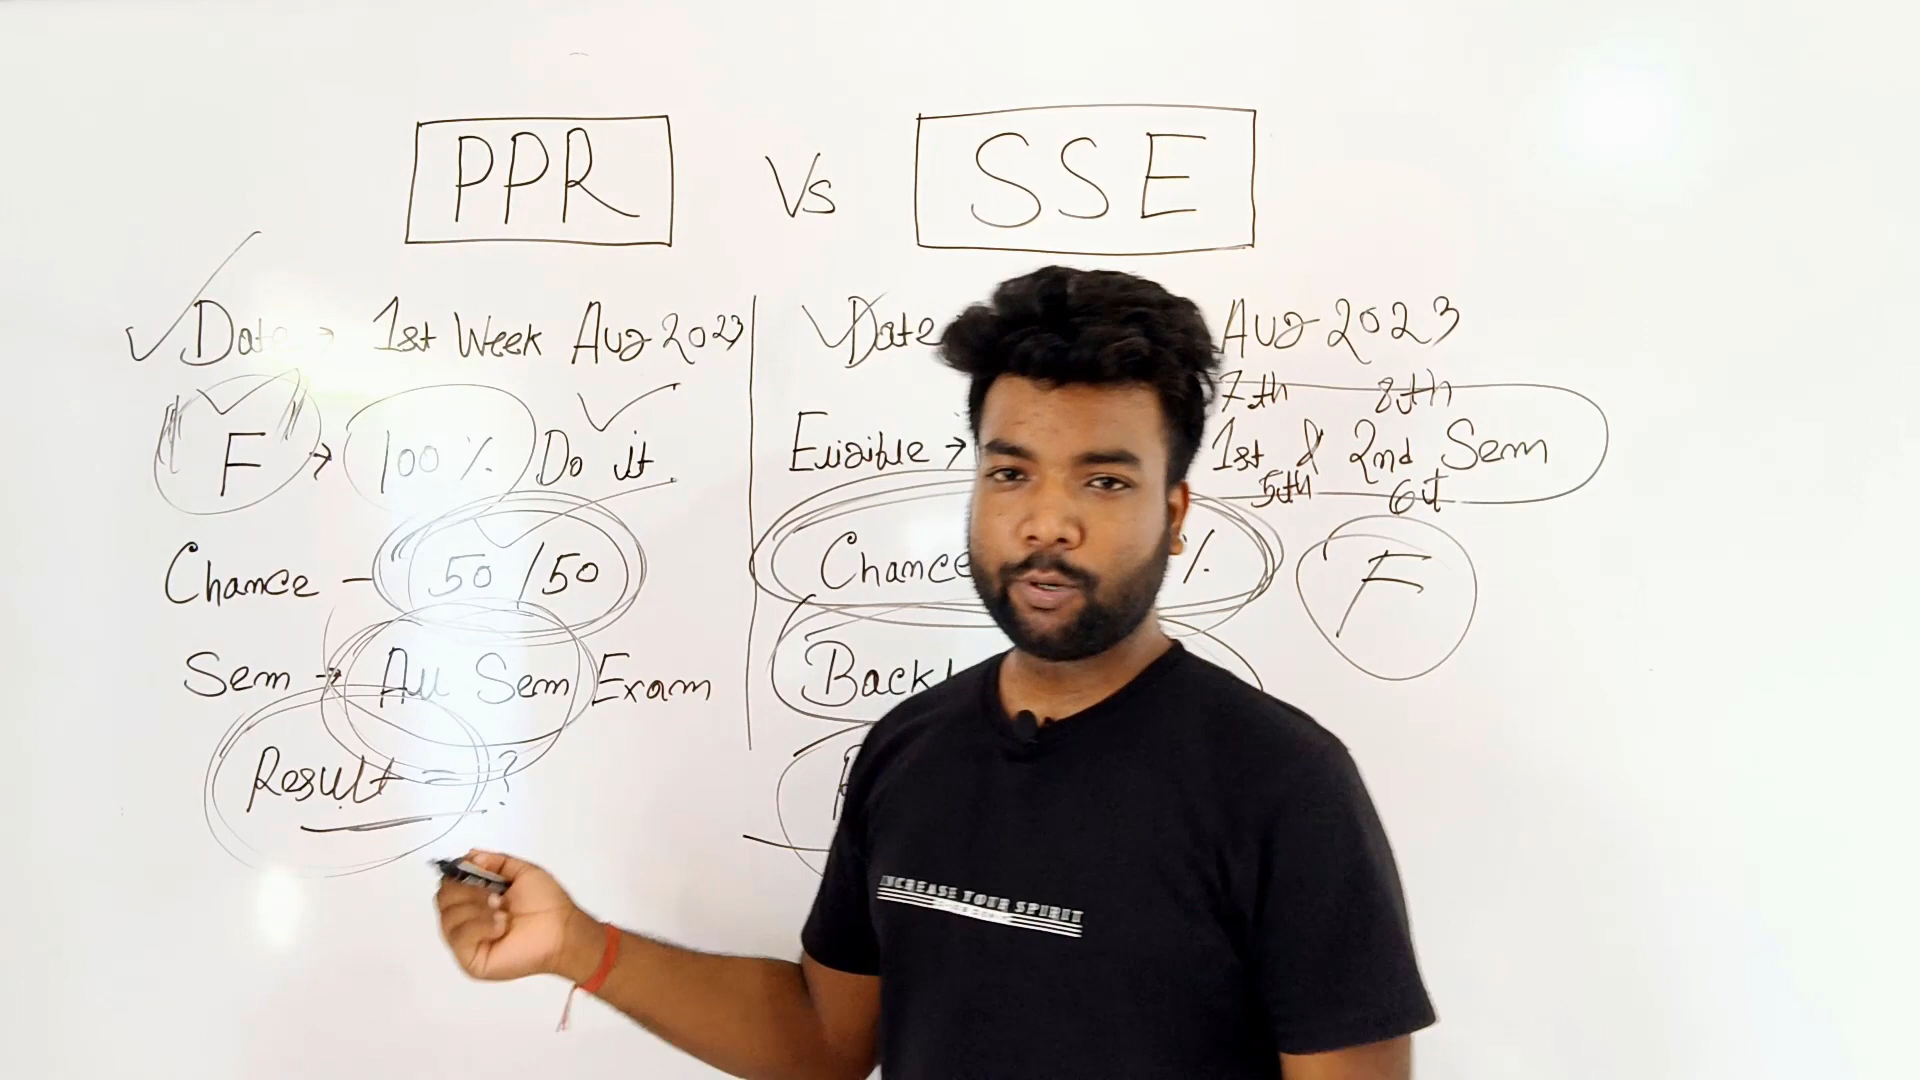 PPR Vs SSE
Date → 1st Week Aug 2023
F → 100 % Do it.
Chance - 50/50
Sem → All Sem Exam
Result = ?
Date Aug 2023
7th 8th
Eligible → 1st & 2nd Sem
5th 6th
Chance % F
Back
INCREASE YOUR SPIRIT